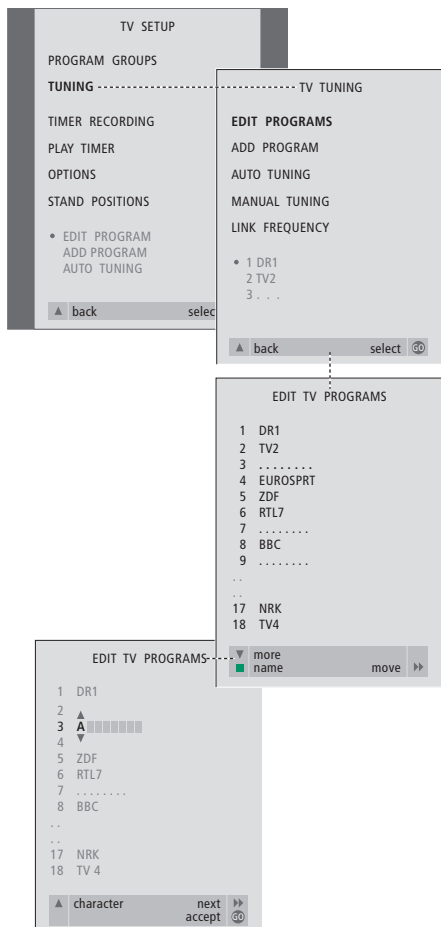 TV SETUP
PROGRAM GROUPS
TUNING
TIMER RECORDING
PLAY TIMER
OPTIONS
STAND POSITIONS
• EDIT PROGRAM
ADD PROGRAM
AUTO TUNING
▲ back selec
TV TUNING
EDIT PROGRAMS
ADD PROGRAM
AUTO TUNING
MANUAL TUNING
LINK FREQUENCY
• 1 DR1
2 TV2
3 . . .
▲ back select GO
EDIT TV PROGRAMS
1 DR1
2 TV2
3 . . . . . . . .
4 EUROSPRT
5 ZDF
6 RTL7
7 . . . . . . . .
8 BBC
9 . . . . . . . .
. .
. .
17 NRK
18 TV4
▼ more
name move
EDIT TV PROGRAMS
1 DR1
2
3 A
4
5 ZDF
6 RTL7
7 . . . . . . . .
8 BBC
. .
. .
17 NRK
18 TV 4
▲ character next
accept GO